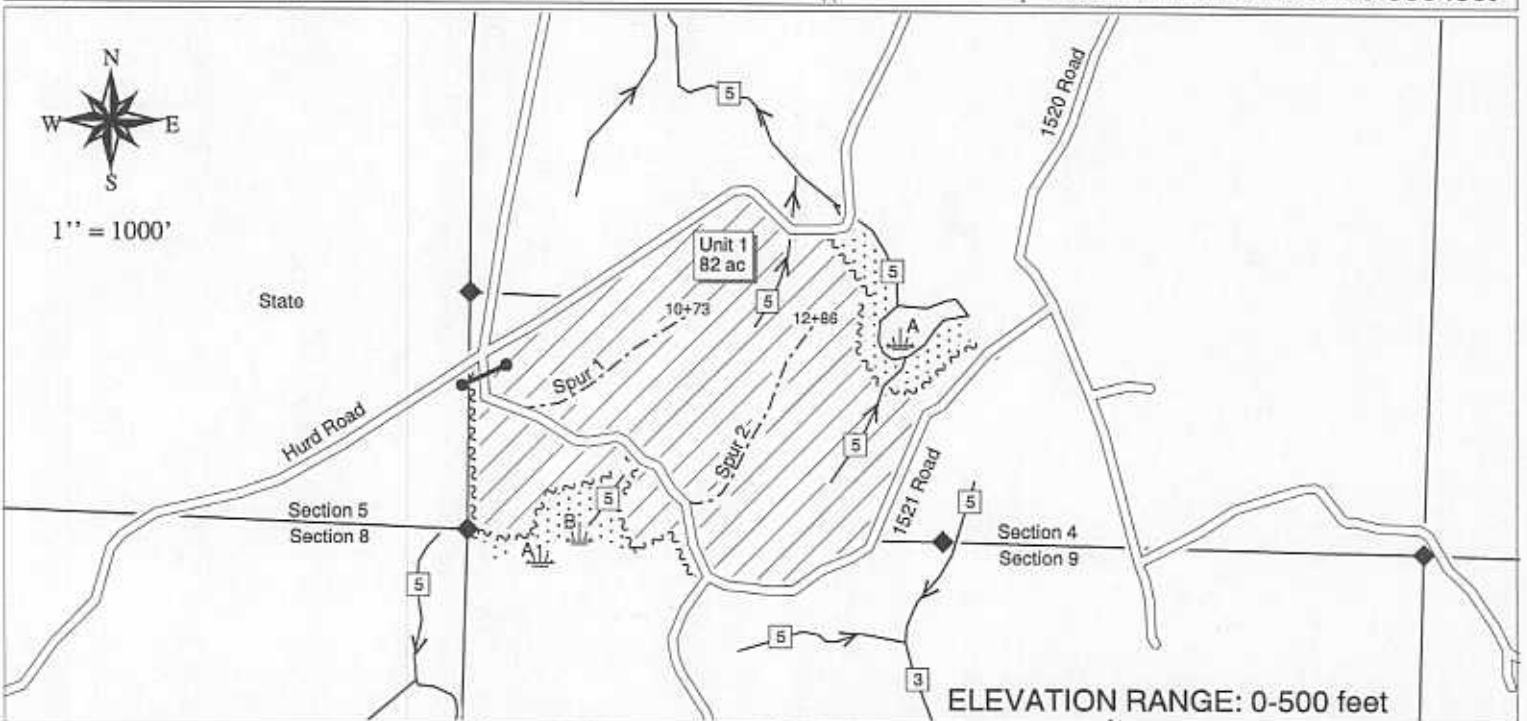 N
W E
S
1'' = 1000'
State
5
1520 Road
Unit 1
82 ac
5
10+73
5
12+86
A
Spur 1
Hurd Road
Spur 2
5
1521 Road
Section 5
Section 8
5
B
A
5
Section 4
Section 9
5
5
3
ELEVATION RANGE: 0-500 feet